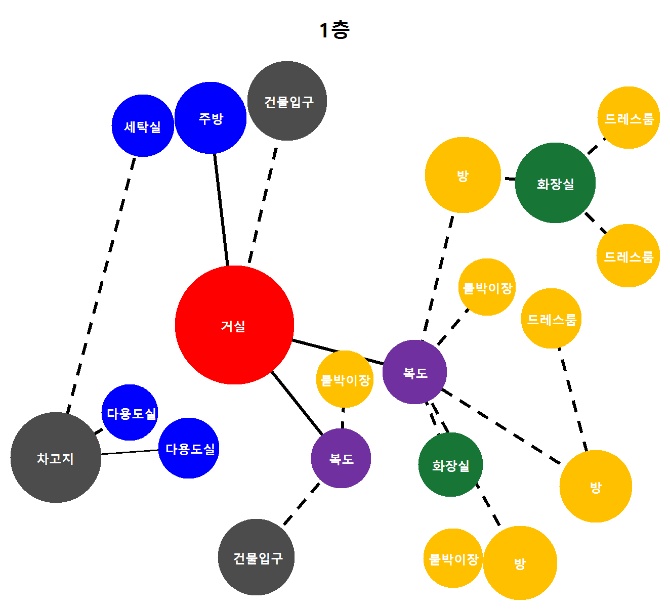 1층
건물입구
주방
세탁실
드레스룸
방
화장실
드레스룸
붙박이장
드레스룸
거실
복도
붙박이장
다용도실
다용도실
차고지
복도
화장실
방
건물입구
붙박이장
방